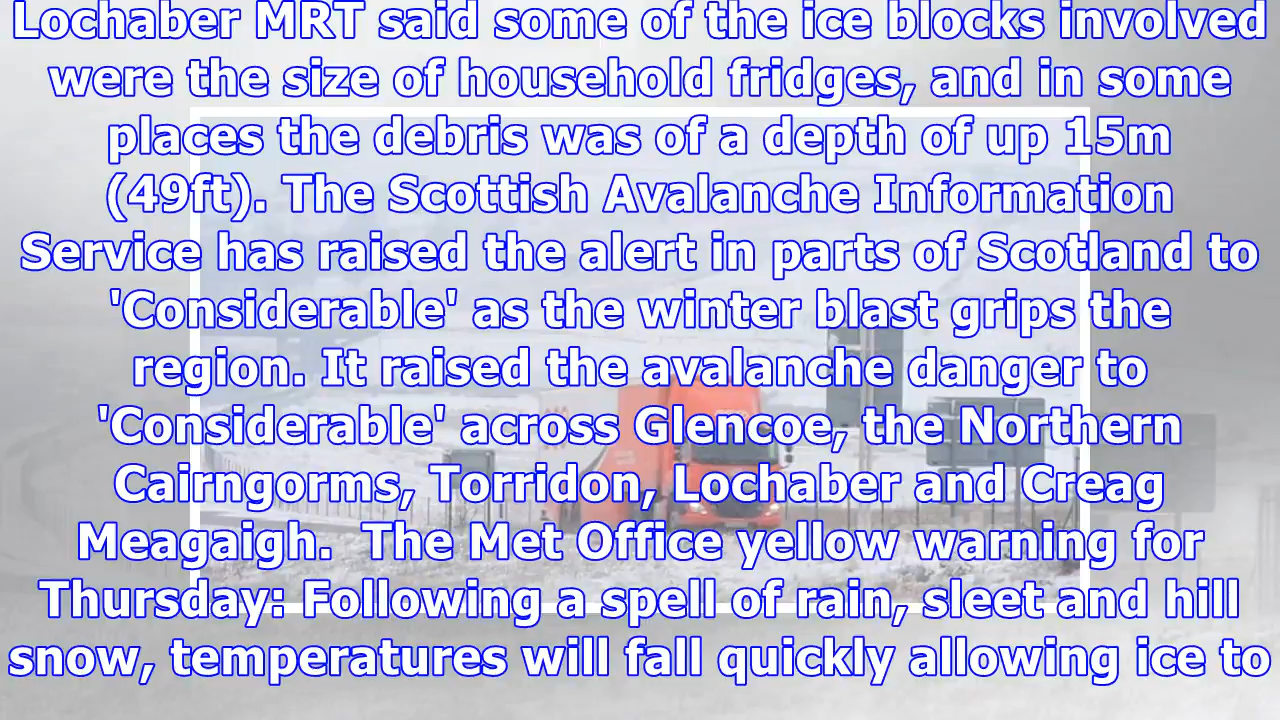 Lochaber MRT said some of the ice blocks involved
were the size of household fridges, and in some
places the debris was of a depth of up 15m
(49ft). The Scottish Avalanche Information
Service has raised the alert in parts of Scotland to
'Considerable' as the winter blast grips the
region. It raised the avalanche danger to
'Considerable' across Glencoe, the Northern
Cairngorms, Torridon, Lochaber and Creag
Meagaigh.  The Met Office yellow warning for
Thursday: Following a spell of rain, sleet and hill
snow, temperatures will fall quickly allowing ice to